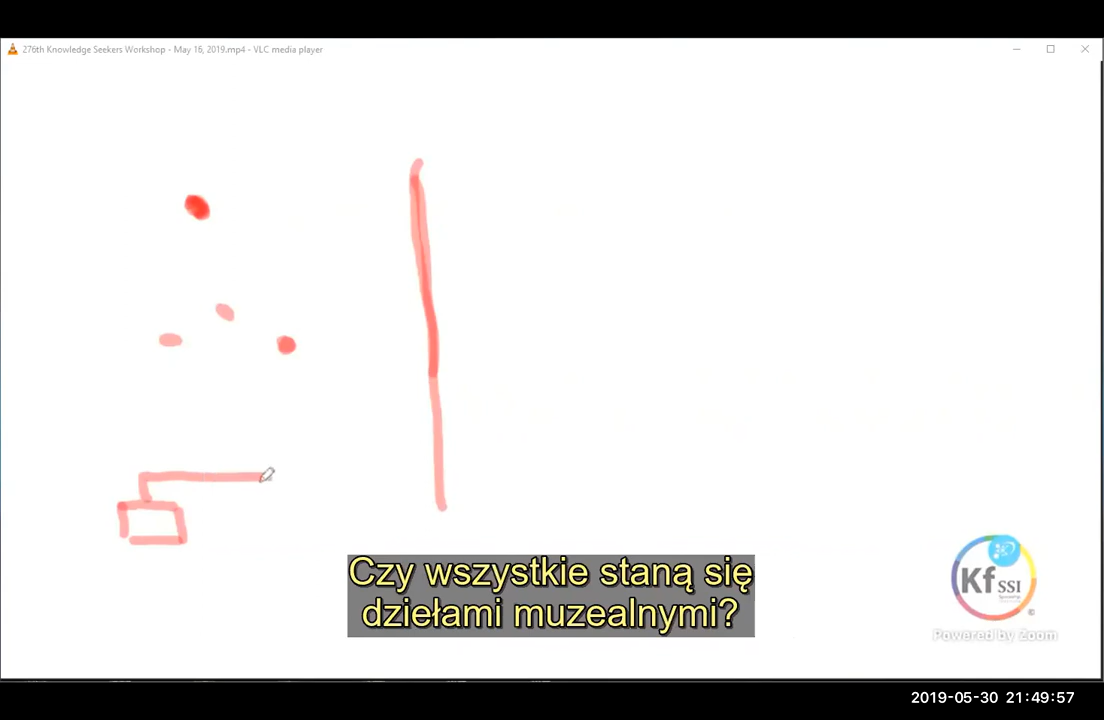 276th Knowledge Seekers Workshop - May 16, 2019.mp4 - VLC media player
Czy wszystkie staną się
dziełami muzealnymi?
Kf SSI
Powered by Zoom
2019-05-30 21:49:57